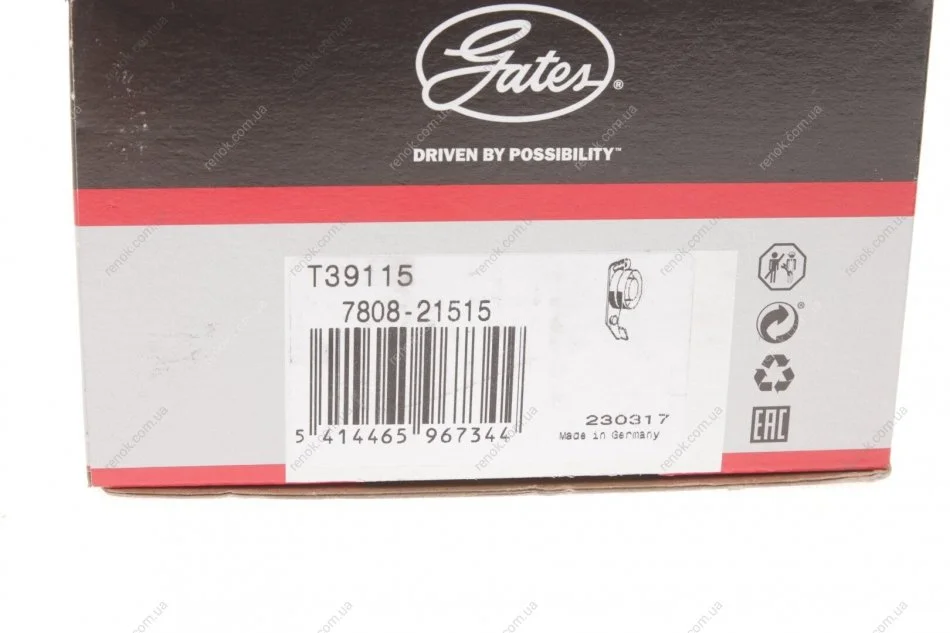 Gates®
DRIVEN BY POSSIBILITY™
T39115
7808-21515
5 414465 967344
230317
Made in Germany
EAC
renok.com.ua